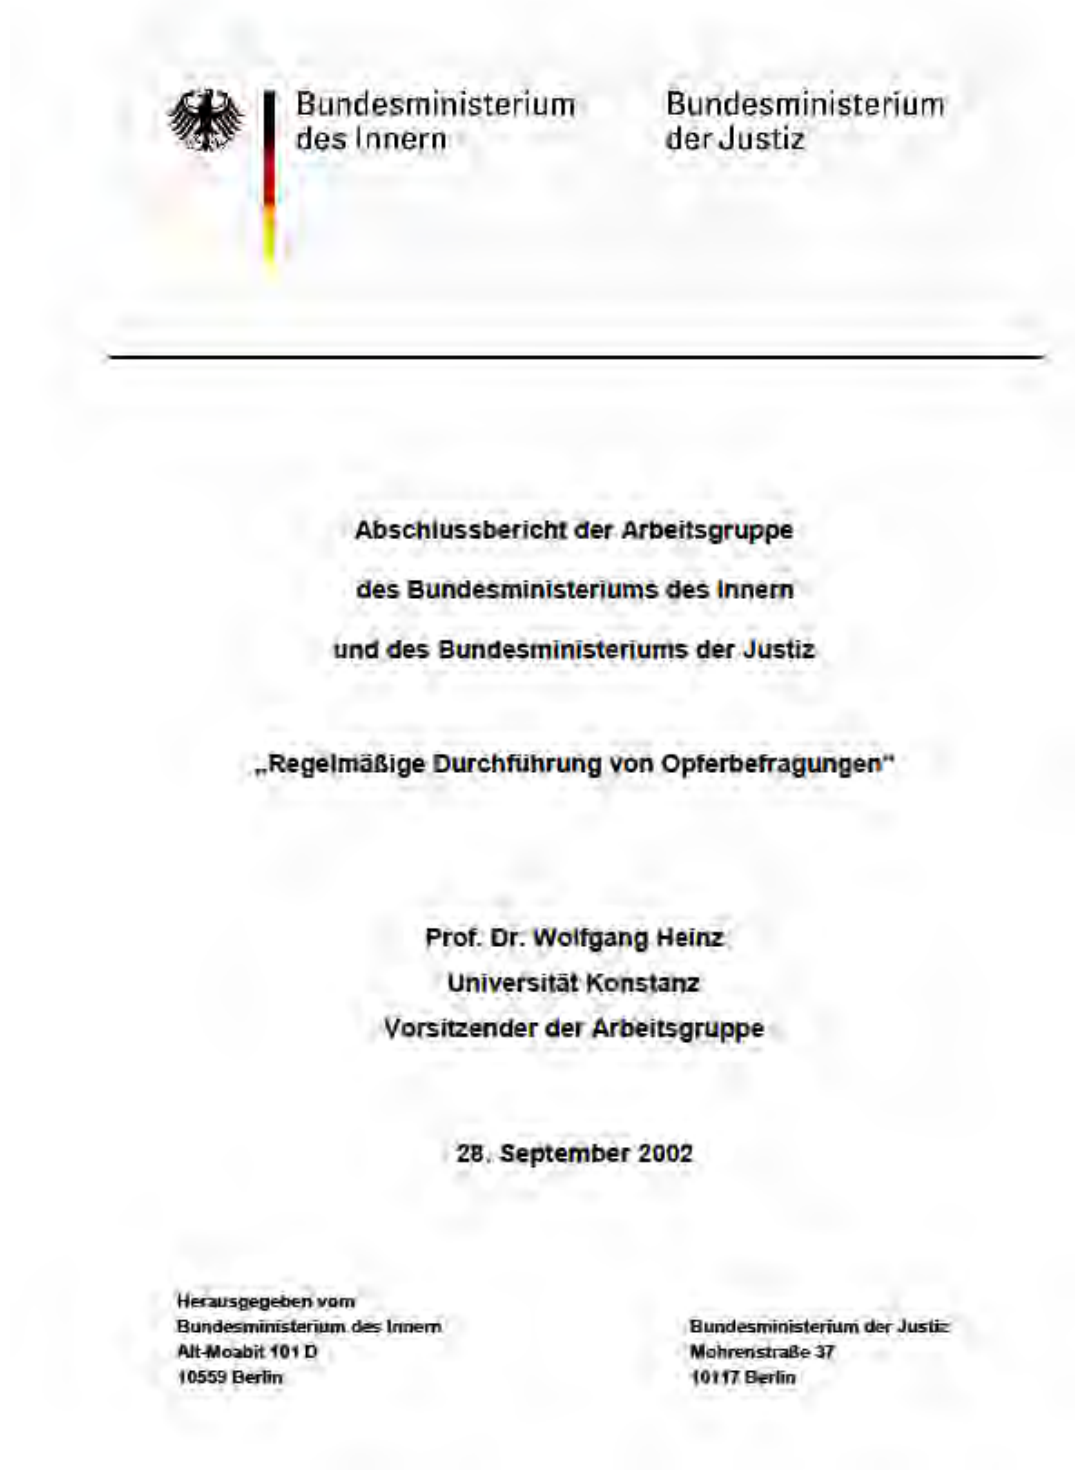 Bundesministerium
des Innern
Bundesministerium
der Justiz
Abschlussbericht der Arbeitsgruppe
des Bundesministeriums des Innern
und des Bundesministeriums der Justiz
„Regelmäßige Durchführung von Opferbefragungen“
Prof. Dr. Wolfgang Heinz
Universität Konstanz
Vorsitzender der Arbeitsgruppe
28. September 2002
Herausgegeben vom
Bundesministerium des Innern
Alt-Moabit 101 D
10559 Berlin
Bundesministerium der Justiz
Mohrenstraße 37
10117 Berlin